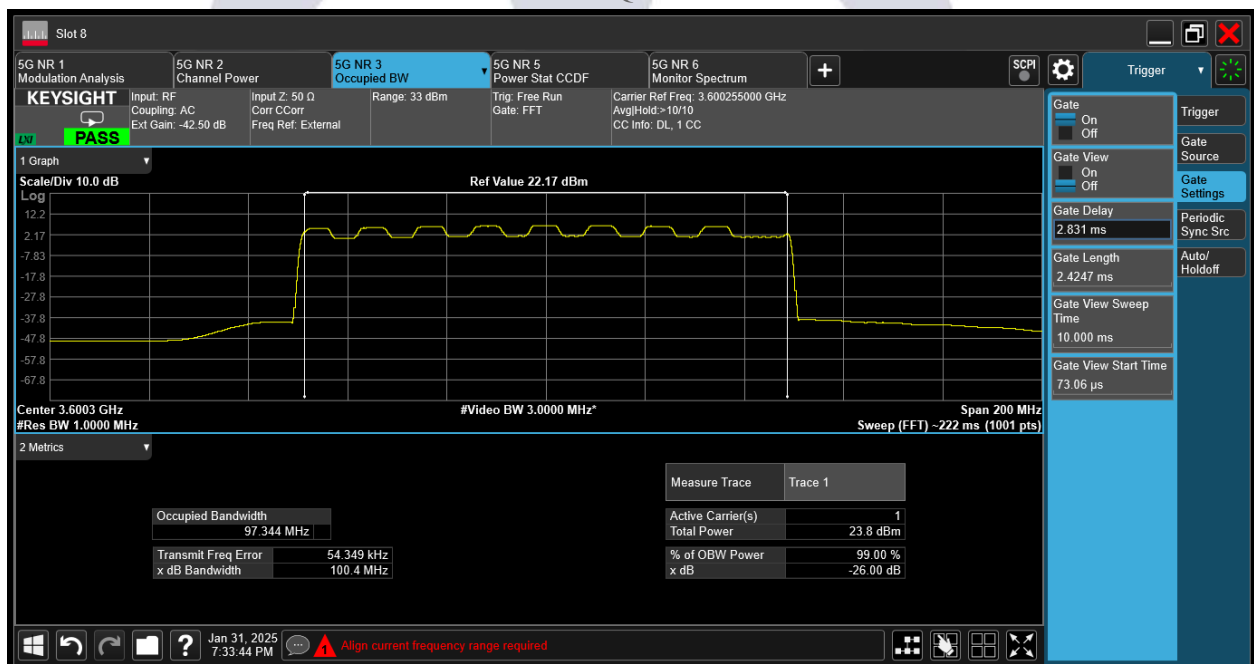 Slot 8
5G NR 1
Modulation Analysis
5G NR 2
Channel Power
5G NR 3
Occupied BW
5G NR 5
Power Stat CCDF
5G NR 6
Monitor Spectrum
+
SCPI
Trigger
KEYSIGHT
LXI
PASS
Input: RF
Coupling: AC
Ext Gain: -42.50 dB
Input Z: 50 Ω
Corr CCorr
Freq Ref: External
Range: 33 dBm
Trig: Free Run
Gate: FFT
Carrier Ref Freq: 3.600255000 GHz
Avg|Hold:>10/10
CC Info: DL, 1 CC
1 Graph
Scale/Div 10.0 dB
Ref Value 22.17 dBm
Log
12.2
2.17
-7.83
-17.8
-27.8
-37.8
-47.8
-57.8
-67.8
Center 3.6003 GHz
#Video BW 3.0000 MHz*
Span 200 MHz
#Res BW 1.0000 MHz
Sweep (FFT) ~222 ms (1001 pts)
2 Metrics
Measure Trace Trace 1
Occupied Bandwidth
97.344 MHz
Active Carrier(s) 1
Total Power 23.8 dBm
Transmit Freq Error 54.349 kHz
x dB Bandwidth 100.4 MHz
% of OBW Power 99.00 %
x dB -26.00 dB
Gate
On
Off
Gate View
On
Off
Gate Delay
2.831 ms
Gate Length
2.4247 ms
Gate View Sweep
Time
10.000 ms
Gate View Start Time
73.06 µs
Trigger
Gate
Source
Gate
Settings
Periodic
Sync Src
Auto/
Holdoff
?
Jan 31, 2025
7:33:44 PM
1
Align current frequency range required